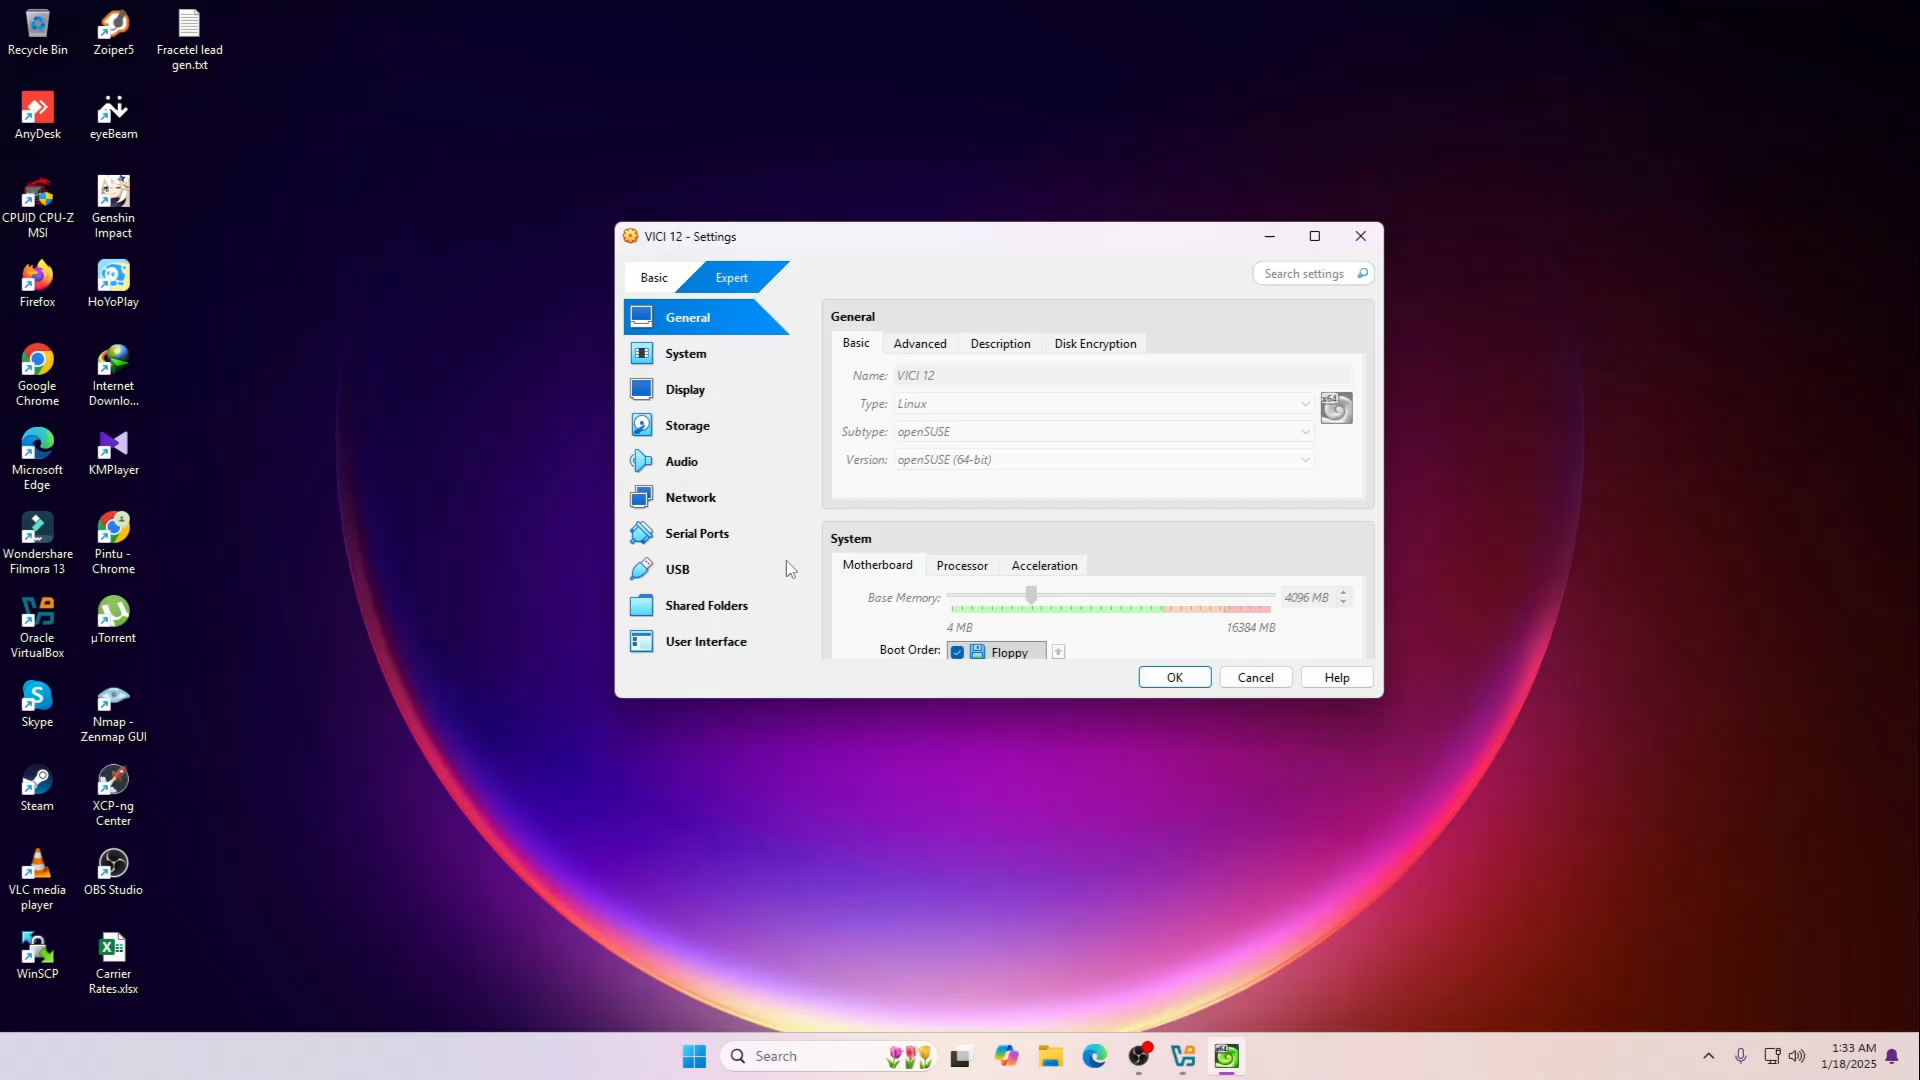 Recycle Bin
Zoiper5
Fracetel lead
gen.txt
AnyDesk
eyeBeam
CPUID CPU-Z
MSI
Genshin
Impact
Firefox
HoYoPlay
Google
Chrome
Internet
Downlo...
Microsoft
Edge
KMPlayer
Wondershare
Filmora 13
Pintu -
Chrome
Oracle
VirtualBox
µTorrent
Skype
Nmap -
Zenmap GUI
Steam
XCP-ng
Center
VLC media
player
OBS Studio
WinSCP
Carrier
Rates.xlsx
VICI 12 - Settings
Basic
Expert
Search settings
General
System
Display
Storage
Audio
Network
Serial Ports
USB
Shared Folders
User Interface
General
Basic
Advanced
Description
Disk Encryption
Name: VICI 12
Type: Linux
x64
Subtype: openSUSE
Version: openSUSE (64-bit)
System
Motherboard
Processor
Acceleration
Base Memory:
4096 MB
4 MB
16384 MB
Boot Order:
Floppy
OK
Cancel
Help
Search
x64
1:33 AM
1/18/2025